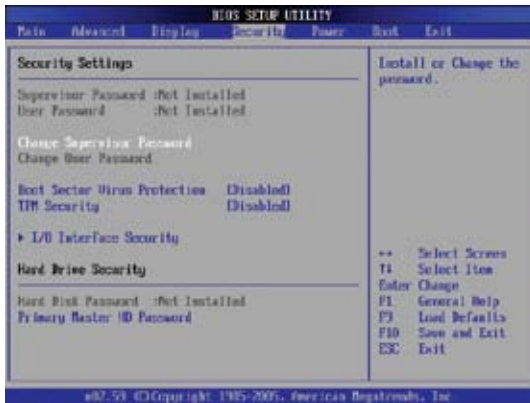 BIOS SETUP UTILITY
Main Advanced Display Security Power Boot Exit
Security Settings
Install or Change the
password.
Supervisor Password :Not Installed
User Password :Not Installed
Change Supervisor Password
Change User Password
Boot Sector Virus Protection [Disabled]
TPM Security [Disabled]
I/O Interface Security
Hard Drive Security
Hard Disk Password :Not Installed
Primary Master HD Password
↔ Select Screen
↑↓ Select Item
Enter Change
F1 General Help
F9 Load Defaults
F10 Save and Exit
ESC Exit
v02.59 (C)Copyright 1985-2005, American Megatrends, Inc